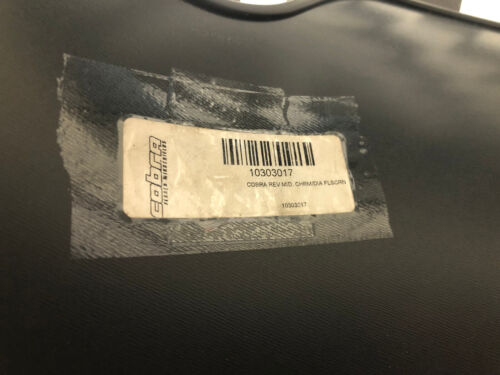 cobra
10303017
COBRA REV MID. CHRM/DIA FLSCRN
10303017